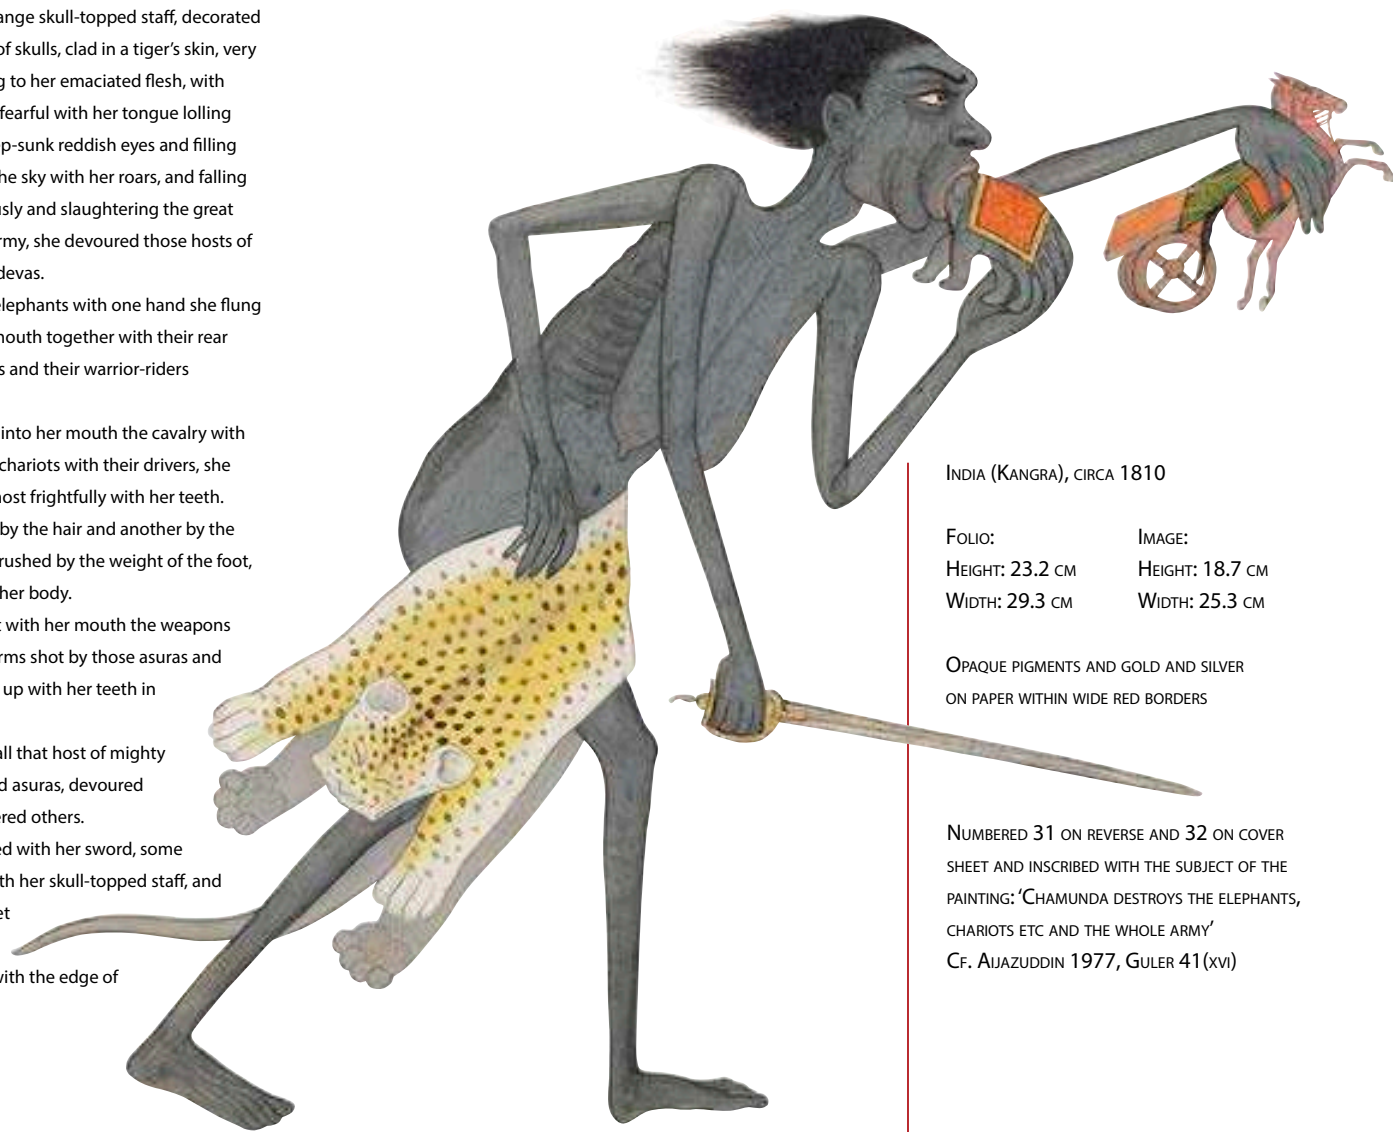 ange skull-topped staff, decorated
of skulls, clad in a tiger’s skin, very
g to her emaciated flesh, with
fearful with her tongue lolling
p-sunk reddish eyes and filling
he sky with her roars, and falling
usly and slaughtering the great
rmy, she devoured those hosts of
devas.
elephants with one hand she flung
mouth together with their rear
s and their warrior-riders
into her mouth the cavalry with
chariots with their drivers, she
most frightfully with her teeth.
by the hair and another by the
rushed by the weight of the foot,
her body.
t with her mouth the weapons
rms shot by those asuras and
up with her teeth in
all that host of mighty
d asuras, devoured
ered others.
ed with her sword, some
th her skull-topped staff, and
et
with the edge of
India (Kangra), circa 1810
Folio: Image:
Height: 23.2 cm Height: 18.7 cm
Width: 29.3 cm Width: 25.3 cm
Opaque pigments and gold and silver
on paper within wide red borders
Numbered 31 on reverse and 32 on cover
sheet and inscribed with the subject of the
painting: ‘Chamunda destroys the elephants,
chariots etc and the whole army’
Cf. Aijazuddin 1977, Guler 41(xvi)